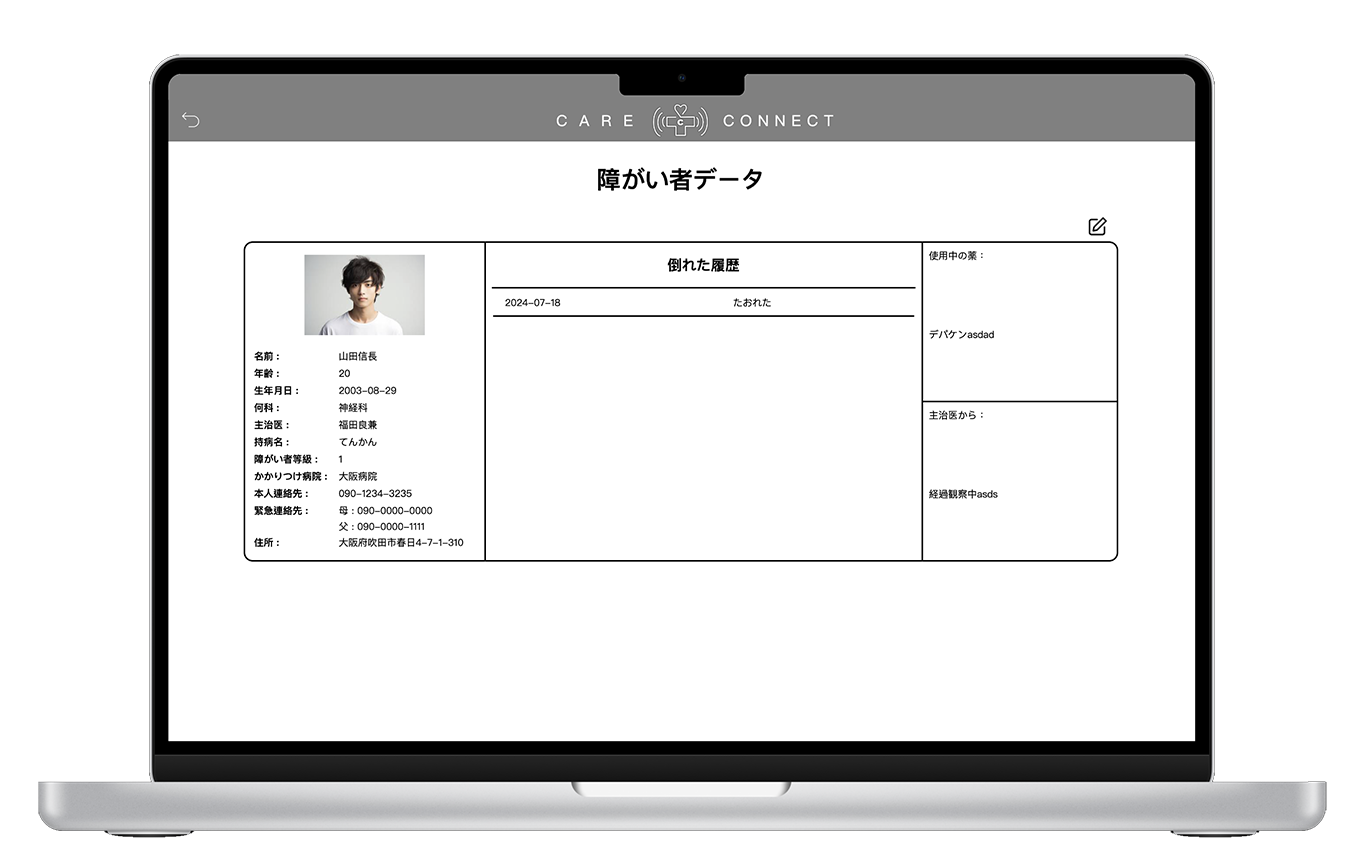 CARE C CONNECT
障がい者データ
名前： 山田信長
年齢： 20
生年月日： 2003-08-29
何科： 神経科
主治医： 福田良兼
持病名： てんかん
障がい者等級： 1
かかりつけ病院： 大阪病院
本人連絡先： 090-1234-3235
緊急連絡先： 母：090-0000-0000
父：090-0000-1111
住所： 大阪府吹田市春日4-7-1-310
倒れた履歴
2024-07-18 たおれた
使用中の薬：
デパケンasdad
主治医から：
経過観察中asds